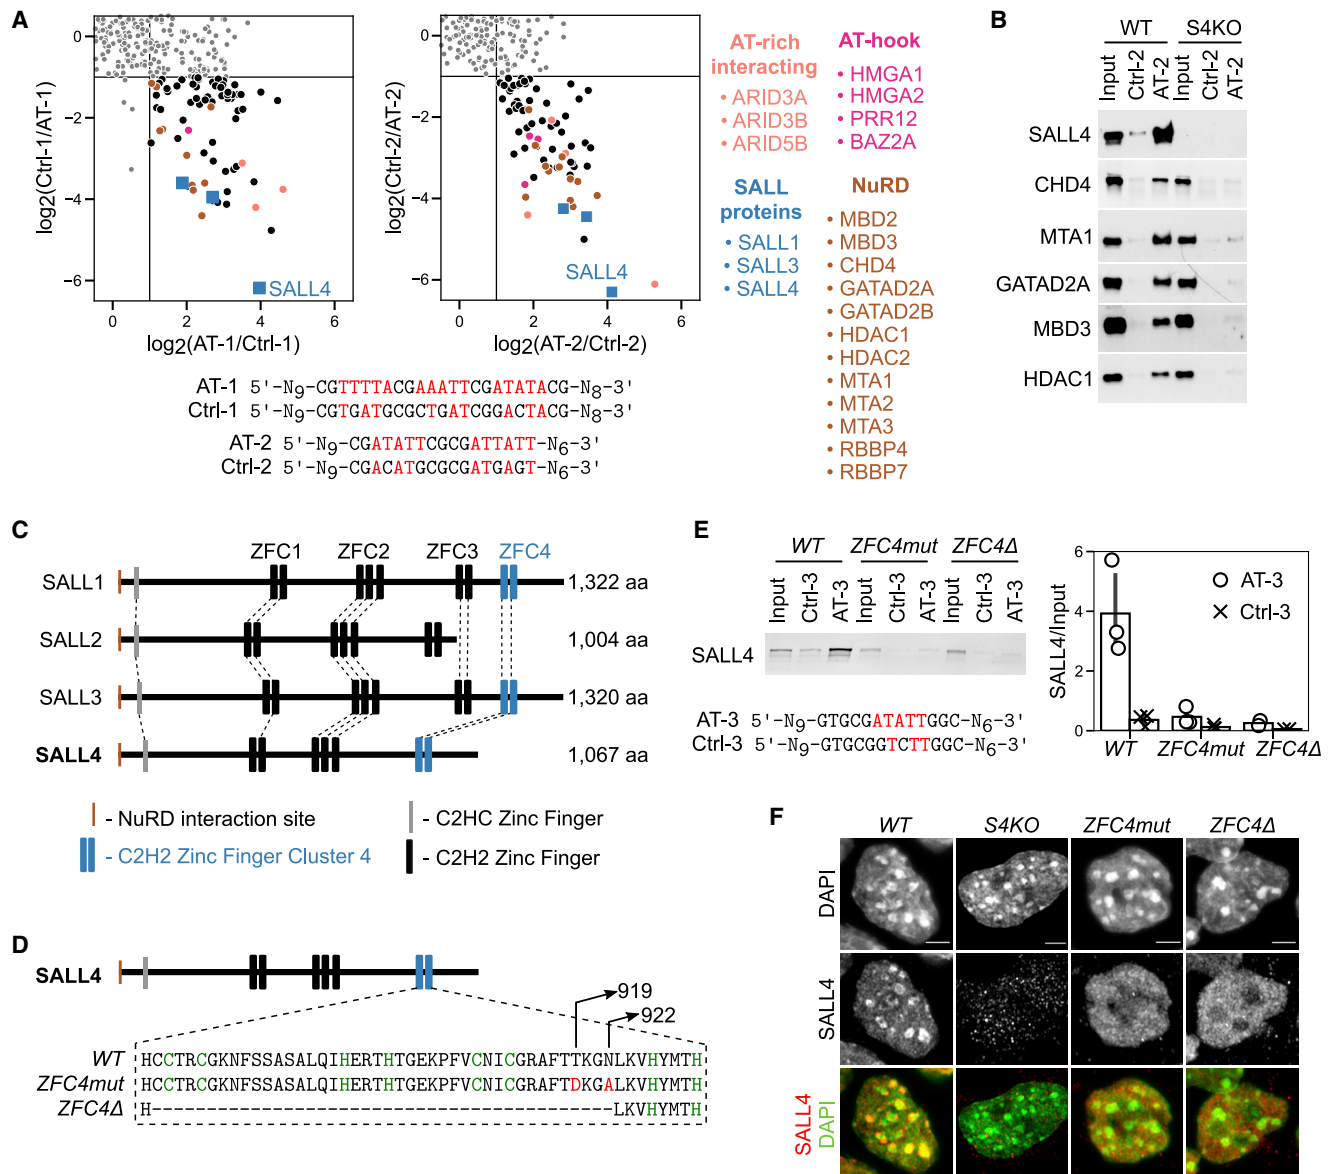 A
log2(Ctrl-1/AT-1)
0
−2
−4
−6
SALL4
0 2 4 6
log2(AT-1/Ctrl-1)
log2(Ctrl-2/AT-2)
0
−2
−4
−6
SALL4
0 2 4 6
log2(AT-2/Ctrl-2)
AT-rich
interacting
• ARID3A
• ARID3B
• ARID5B
AT-hook
• HMGA1
• HMGA2
• PRR12
• BAZ2A
SALL
proteins
• SALL1
• SALL3
• SALL4
NuRD
• MBD2
• MBD3
• CHD4
• GATAD2A
• GATAD2B
• HDAC1
• HDAC2
• MTA1
• MTA2
• MTA3
• RBBP4
• RBBP7
AT-1 5'-N9-CGTTTTACGAAATTCGATATACG-N8-3'
Ctrl-1 5'-N9-CGTGATGCGCTGATCGGACTACG-N8-3'
AT-2 5'-N9-CGATATTCGCGATTATT-N6-3'
Ctrl-2 5'-N9-CGACATGCGCGATGAGT-N6-3'
B
WT S4KO
Input Ctrl-2 AT-2 Input Ctrl-2 AT-2
SALL4
CHD4
MTA1
GATAD2A
MBD3
HDAC1
C
ZFC1 ZFC2 ZFC3 ZFC4
SALL1 1,322 aa
SALL2 1,004 aa
SALL3 1,320 aa
SALL4 1,067 aa
- NuRD interaction site
- C2HC Zinc Finger
- C2H2 Zinc Finger Cluster 4
- C2H2 Zinc Finger
D
SALL4
919
922
WT HCCTRCGKNFSSASALQIHERTHTGEKPFVCNICGRAFTTKGNLKVHYMTH
ZFC4mut HCCTRCGKNFSSASALQIHERTHTGEKPFVCNICGRAFTDKGALKVHYMTH
ZFC4Δ H------------------------------------------LKVHYMTH
E
WT ZFC4mut ZFC4Δ
Input Ctrl-3 AT-3 Input Ctrl-3 AT-3 Input Ctrl-3 AT-3
SALL4
AT-3 5'-N9-GTGCGATATTGGC-N6-3'
Ctrl-3 5'-N9-GTGCGGTCTTGGC-N6-3'
SALL4/Input
6
4
2
0
AT-3
Ctrl-3
WT ZFC4mut ZFC4Δ
F
WT S4KO ZFC4mut ZFC4Δ
DAPI
SALL4
SALL4
DAPI